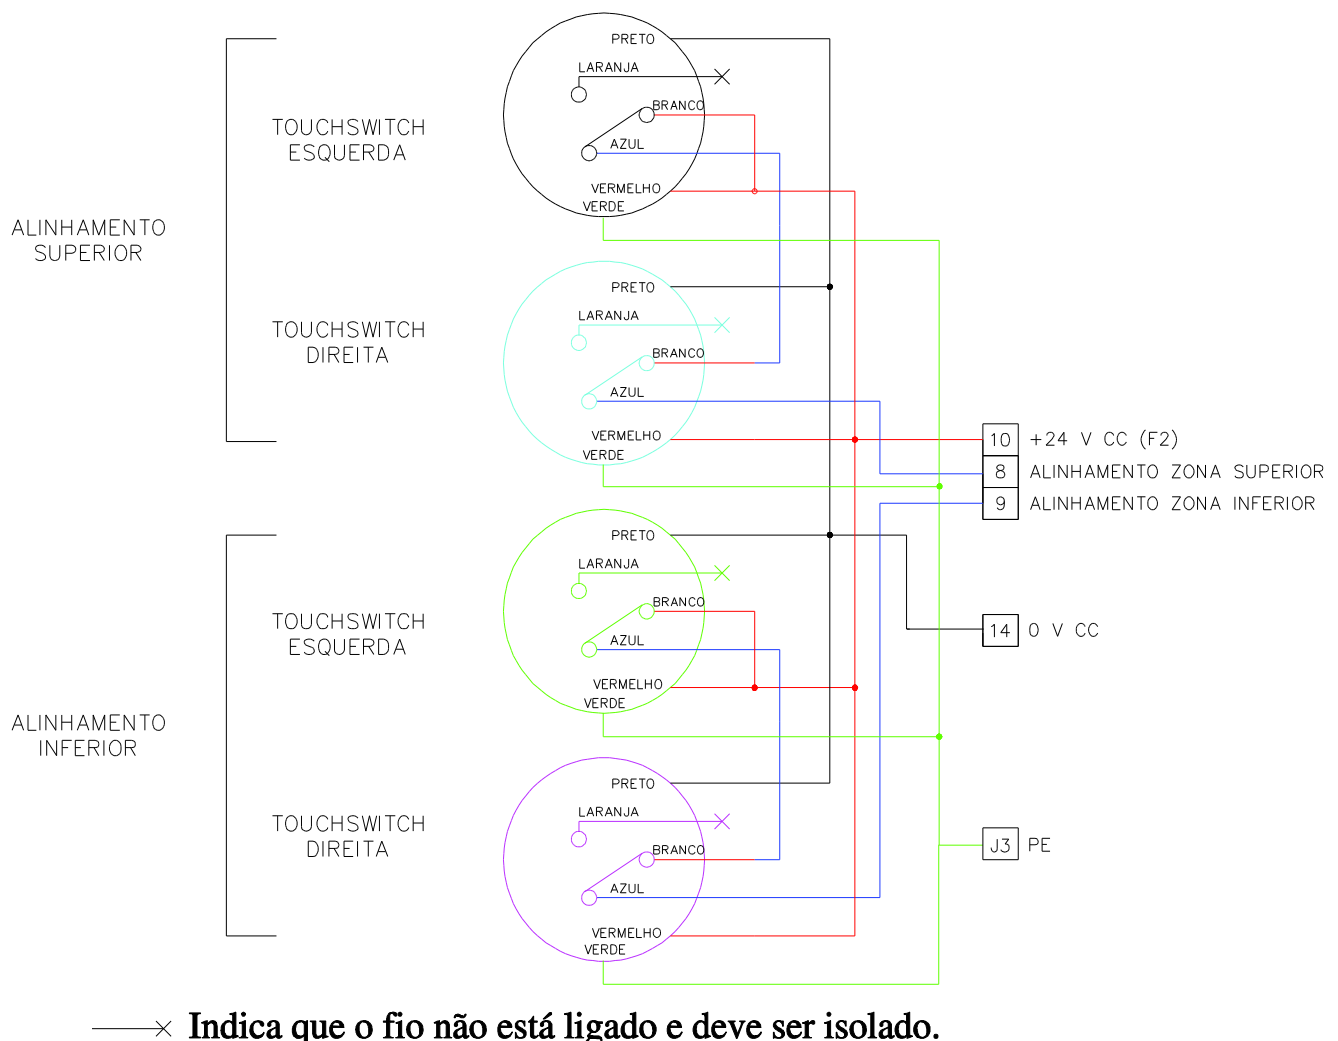 ALINHAMENTO
SUPERIOR
TOUCHSWITCH
ESQUERDA
PRETO
LARANJA
BRANCO
AZUL
VERMELHO
VERDE
TOUCHSWITCH
DIREITA
PRETO
LARANJA
BRANCO
AZUL
VERMELHO
VERDE
10 +24 V CC (F2)
8 ALINHAMENTO ZONA SUPERIOR
9 ALINHAMENTO ZONA INFERIOR
ALINHAMENTO
INFERIOR
TOUCHSWITCH
ESQUERDA
PRETO
LARANJA
BRANCO
AZUL
VERMELHO
VERDE
14 0 V CC
TOUCHSWITCH
DIREITA
PRETO
LARANJA
BRANCO
AZUL
VERMELHO
VERDE
J3 PE
Indica que o fio não está ligado e deve ser isolado.